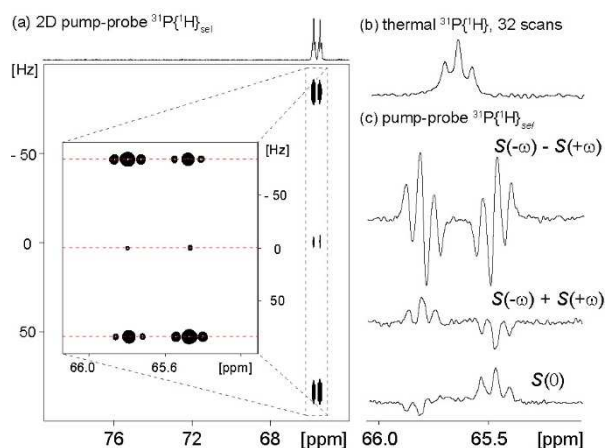 (a) 2D pump-probe ³¹P{¹H}sel
[Hz]
- 50
0
50
[Hz]
- 50
0
50
66.0 65.6 [ppm]
76 72 68 [ppm]
(b) thermal ³¹P{¹H}, 32 scans
(c) pump-probe ³¹P{¹H}sel
S(-ω) - S(+ω)
S(-ω) + S(+ω)
S(0)
66.0 65.5 [ppm]